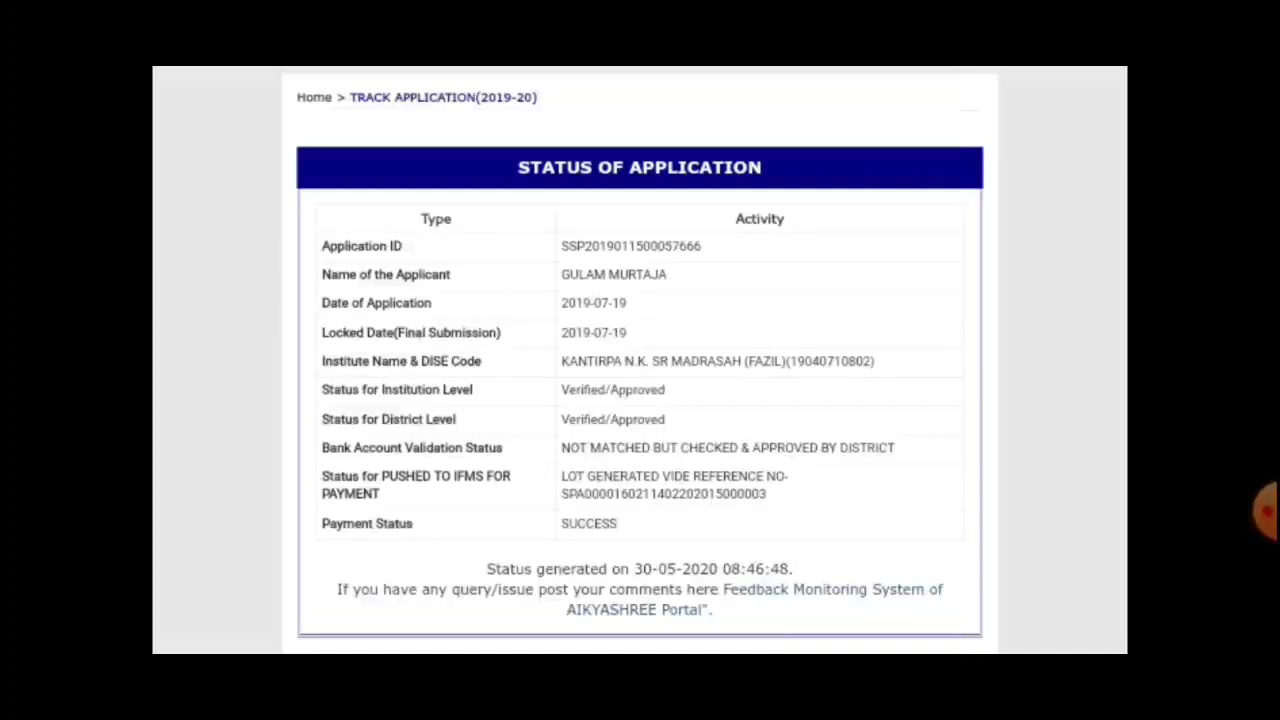 Home > TRACK APPLICATION(2019-20)
STATUS OF APPLICATION
Type Activity
Application ID SSP2019011500057666
Name of the Applicant GULAM MURTAJA
Date of Application 2019-07-19
Locked Date(Final Submission) 2019-07-19
Institute Name & DISE Code KANTIRPA N.K. SR MADRASAH (FAZIL)(19040710802)
Status for Institution Level Verified/Approved
Status for District Level Verified/Approved
Bank Account Validation Status NOT MATCHED BUT CHECKED & APPROVED BY DISTRICT
Status for PUSHED TO IFMS FOR LOT GENERATED VIDE REFERENCE NO-
PAYMENT SPA0000160211402202015000003
Payment Status SUCCESS
Status generated on 30-05-2020 08:46:48.
If you have any query/issue post your comments here Feedback Monitoring System of
AIKYASHREE Portal".